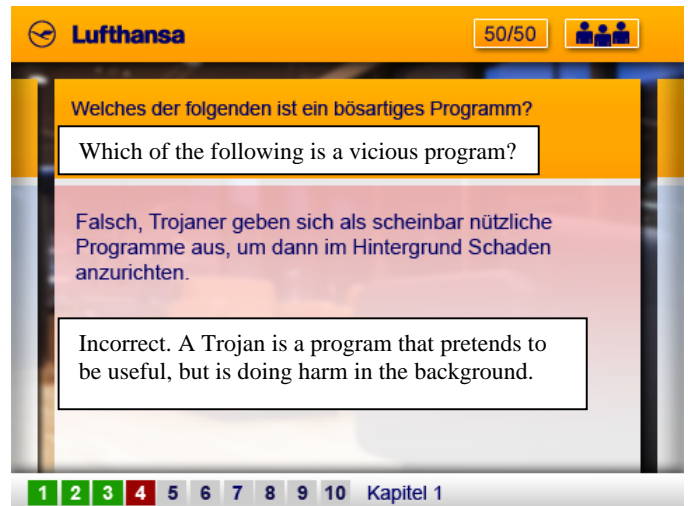 Lufthansa
50/50
Welches der folgenden ist ein bösartiges Programm?
Which of the following is a vicious program?
Falsch, Trojaner geben sich als scheinbar nützliche
Programme aus, um dann im Hintergrund Schaden
anzurichten.
Incorrect. A Trojan is a program that pretends to
be useful, but is doing harm in the background.
1 2 3 4 5 6 7 8 9 10 Kapitel 1